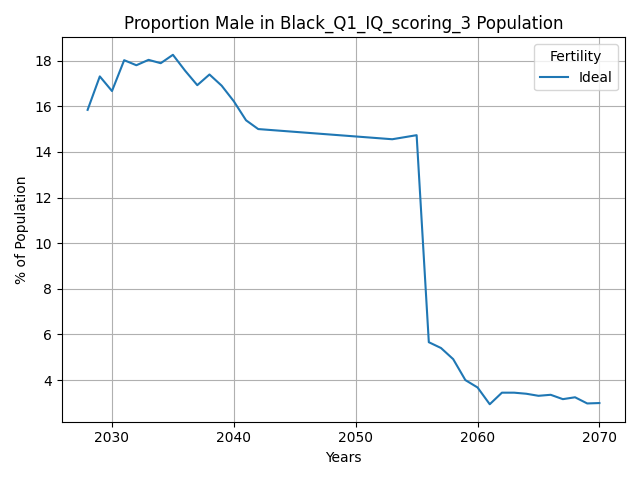 Proportion Male in Black_Q1_IQ_scoring_3 Population
Fertility
Ideal
% of Population
18
16
14
12
10
8
6
4
2030
2040
2050
2060
2070
Years